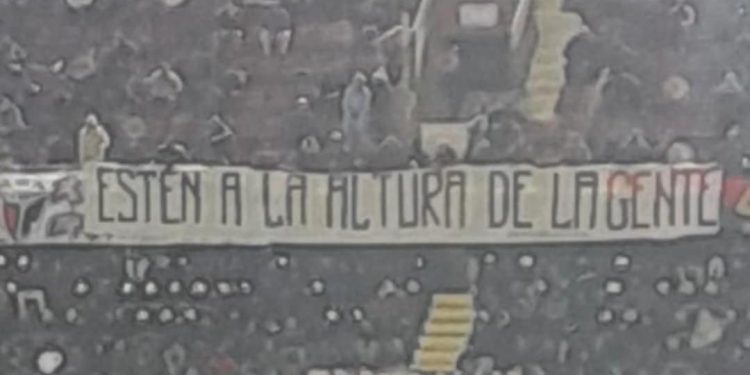 ESTÉN A LA ALTURA DE LA GENTE